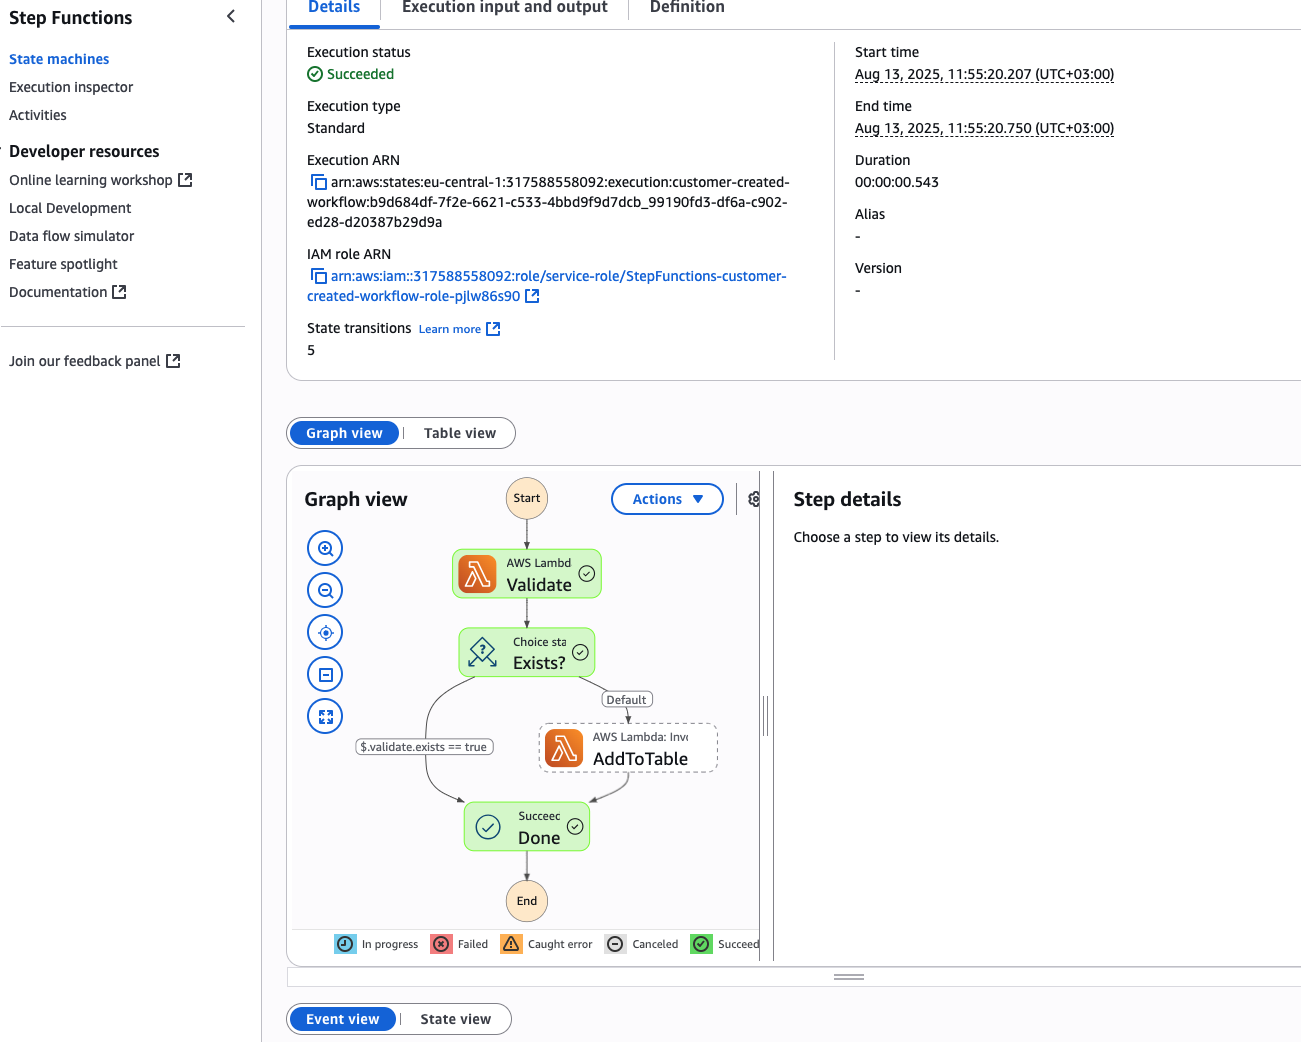 Step Functions
State machines
Execution inspector
Activities
Developer resources
Online learning workshop
Local Development
Data flow simulator
Feature spotlight
Documentation
Join our feedback panel
Details
Execution input and output
Definition
Execution status
Succeeded
Execution type
Standard
Execution ARN
arn:aws:states:eu-central-1:317588558092:execution:customer-created-
workflow:b9d684df-7f2e-6621-c533-4bbd9f9d7dcb_99190fd3-df6a-c902-
ed28-d20387b29d9a
IAM role ARN
arn:aws:iam::317588558092:role/service-role/StepFunctions-customer-
created-workflow-role-pjlw86s90
State transitions Learn more
5
Start time
Aug 13, 2025, 11:55:20.207 (UTC+03:00)
End time
Aug 13, 2025, 11:55:20.750 (UTC+03:00)
Duration
00:00:00.543
Alias
-
Version
-
Graph view
Table view
Graph view
Actions
Start
AWS Lambd
Validate
Choice sta
Exists?
Default
$.validate.exists == true
AWS Lambda: Invo
AddToTable
Succeed
Done
End
In progress
Failed
Caught error
Canceled
Succeed
Step details
Choose a step to view its details.
Event view
State view